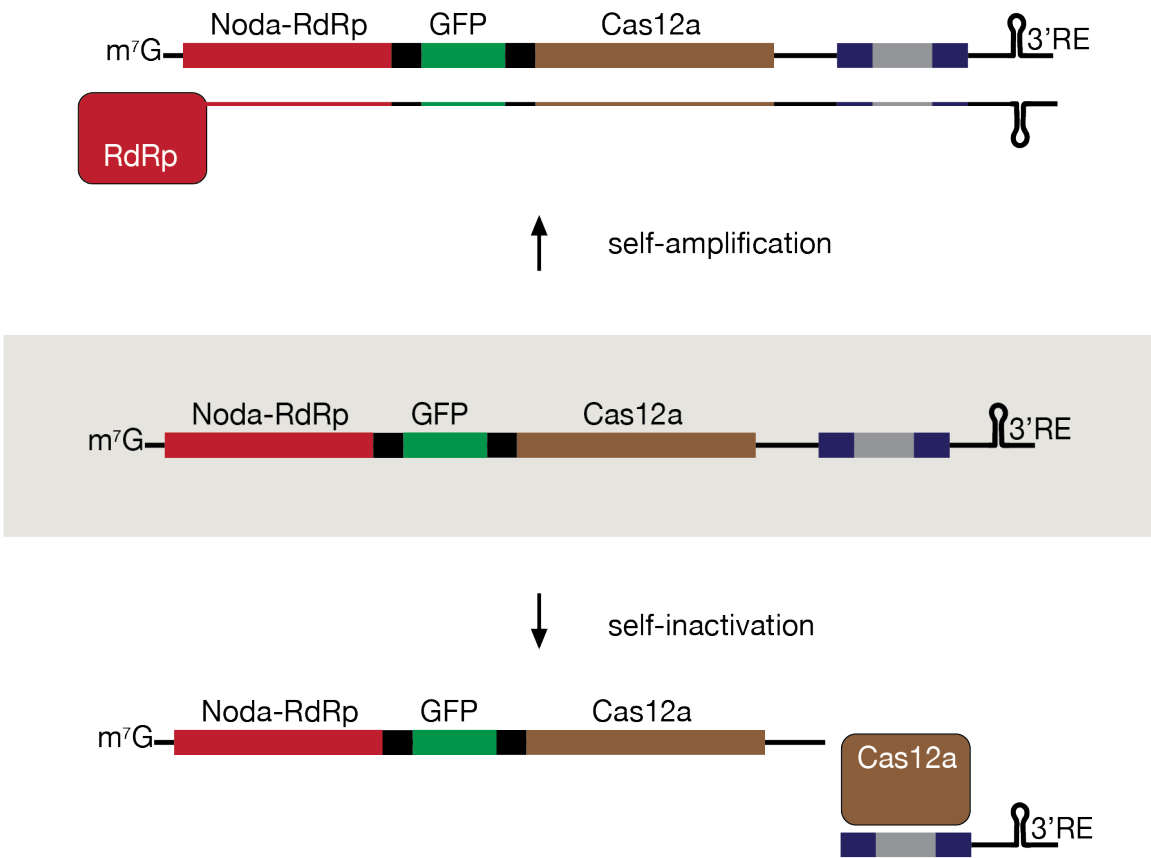 Noda-RdRp GFP Cas12a
m⁷G 3'RE
RdRp
self-amplification
Noda-RdRp GFP Cas12a
m⁷G 3'RE
self-inactivation
Noda-RdRp GFP Cas12a
m⁷G
Cas12a
3'RE